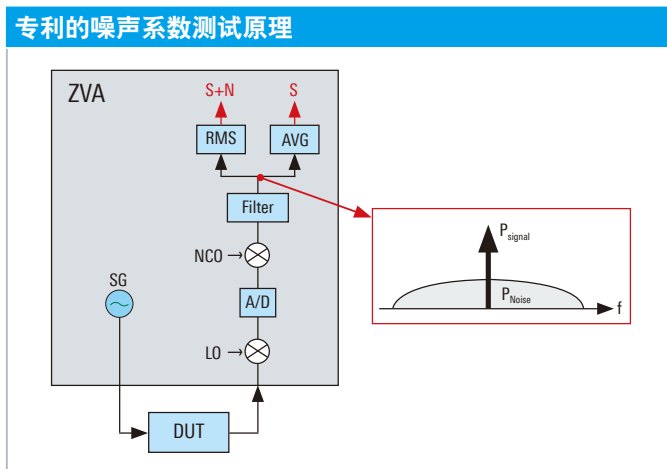 专利的噪声系数测试原理
ZVA
S+N
S
RMS
AVG
Filter
NCO
SG
A/D
LO
DUT
Psignal
PNoise
f